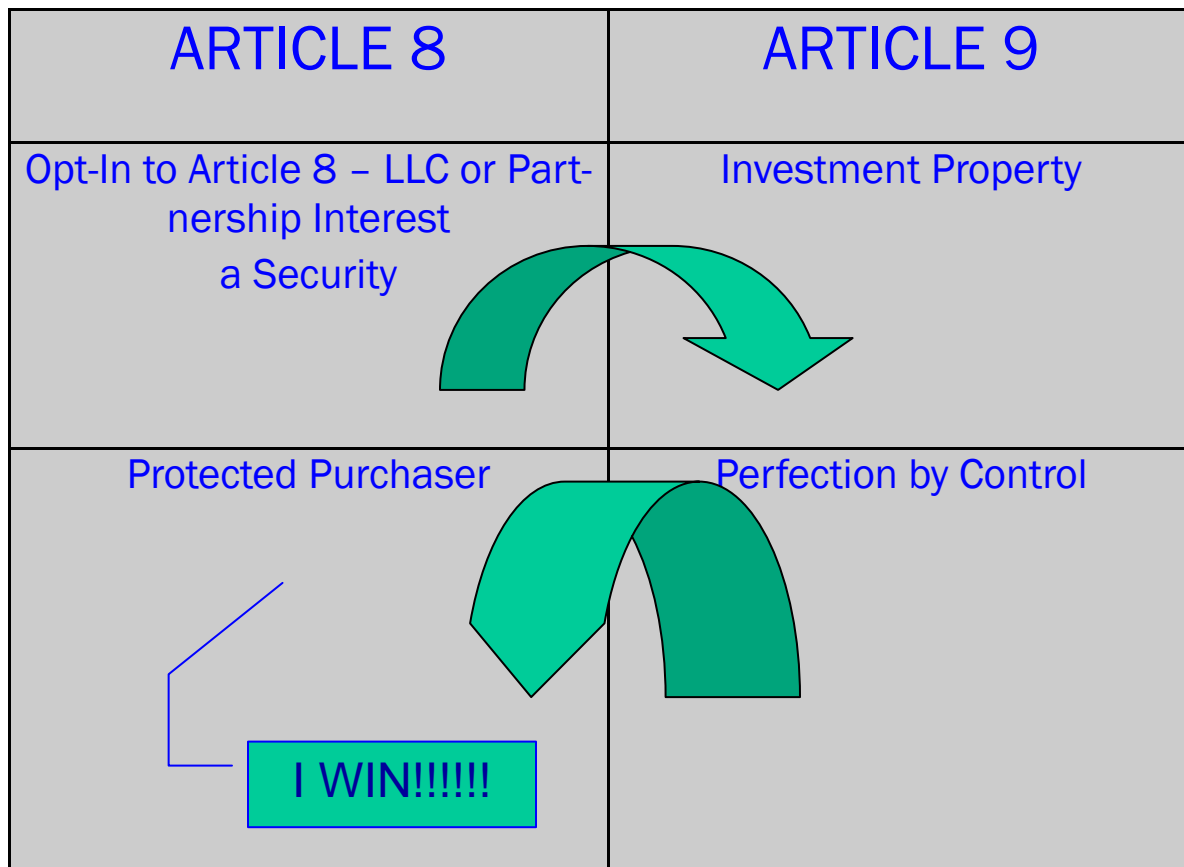 ARTICLE 8
ARTICLE 9
Opt-In to Article 8 – LLC or Part-
nership Interest
a Security
Investment Property
Protected Purchaser
Perfection by Control
I WIN!!!!!!